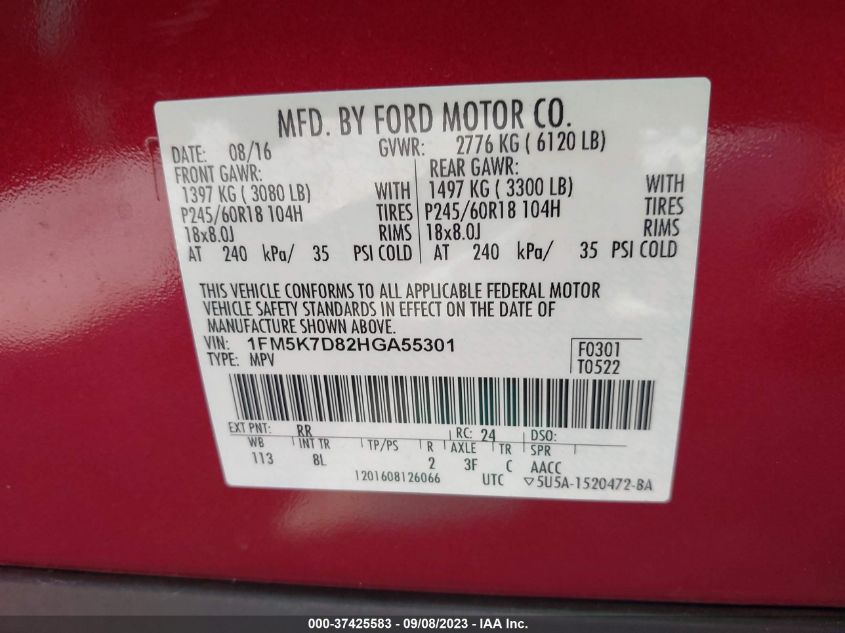 MFD. BY FORD MOTOR CO.
DATE: 08/16 GVWR: 2776 KG ( 6120 LB)
FRONT GAWR: REAR GAWR:
1397 KG ( 3080 LB) WITH 1497 KG ( 3300 LB) WITH
P245/60R18 104H TIRES P245/60R18 104H TIRES
18x8.0J RIMS 18x8.0J RIMS
AT 240 kPa/ 35 PSI COLD AT 240 kPa/ 35 PSI COLD
THIS VEHICLE CONFORMS TO ALL APPLICABLE FEDERAL MOTOR
VEHICLE SAFETY STANDARDS IN EFFECT ON THE DATE OF
MANUFACTURE SHOWN ABOVE.
VIN: 1FM5K7D82HGA55301 F0301
TYPE: MPV T0522
EXT PNT: RR RC: 24 DSO:
WB INT TR TP/PS R AXLE TR SPR
113 8L 2 3F C AACC
1201608126066 UTC ▽5U5A-1520472-BA
000-37425583 - 09/08/2023 - IAA Inc.